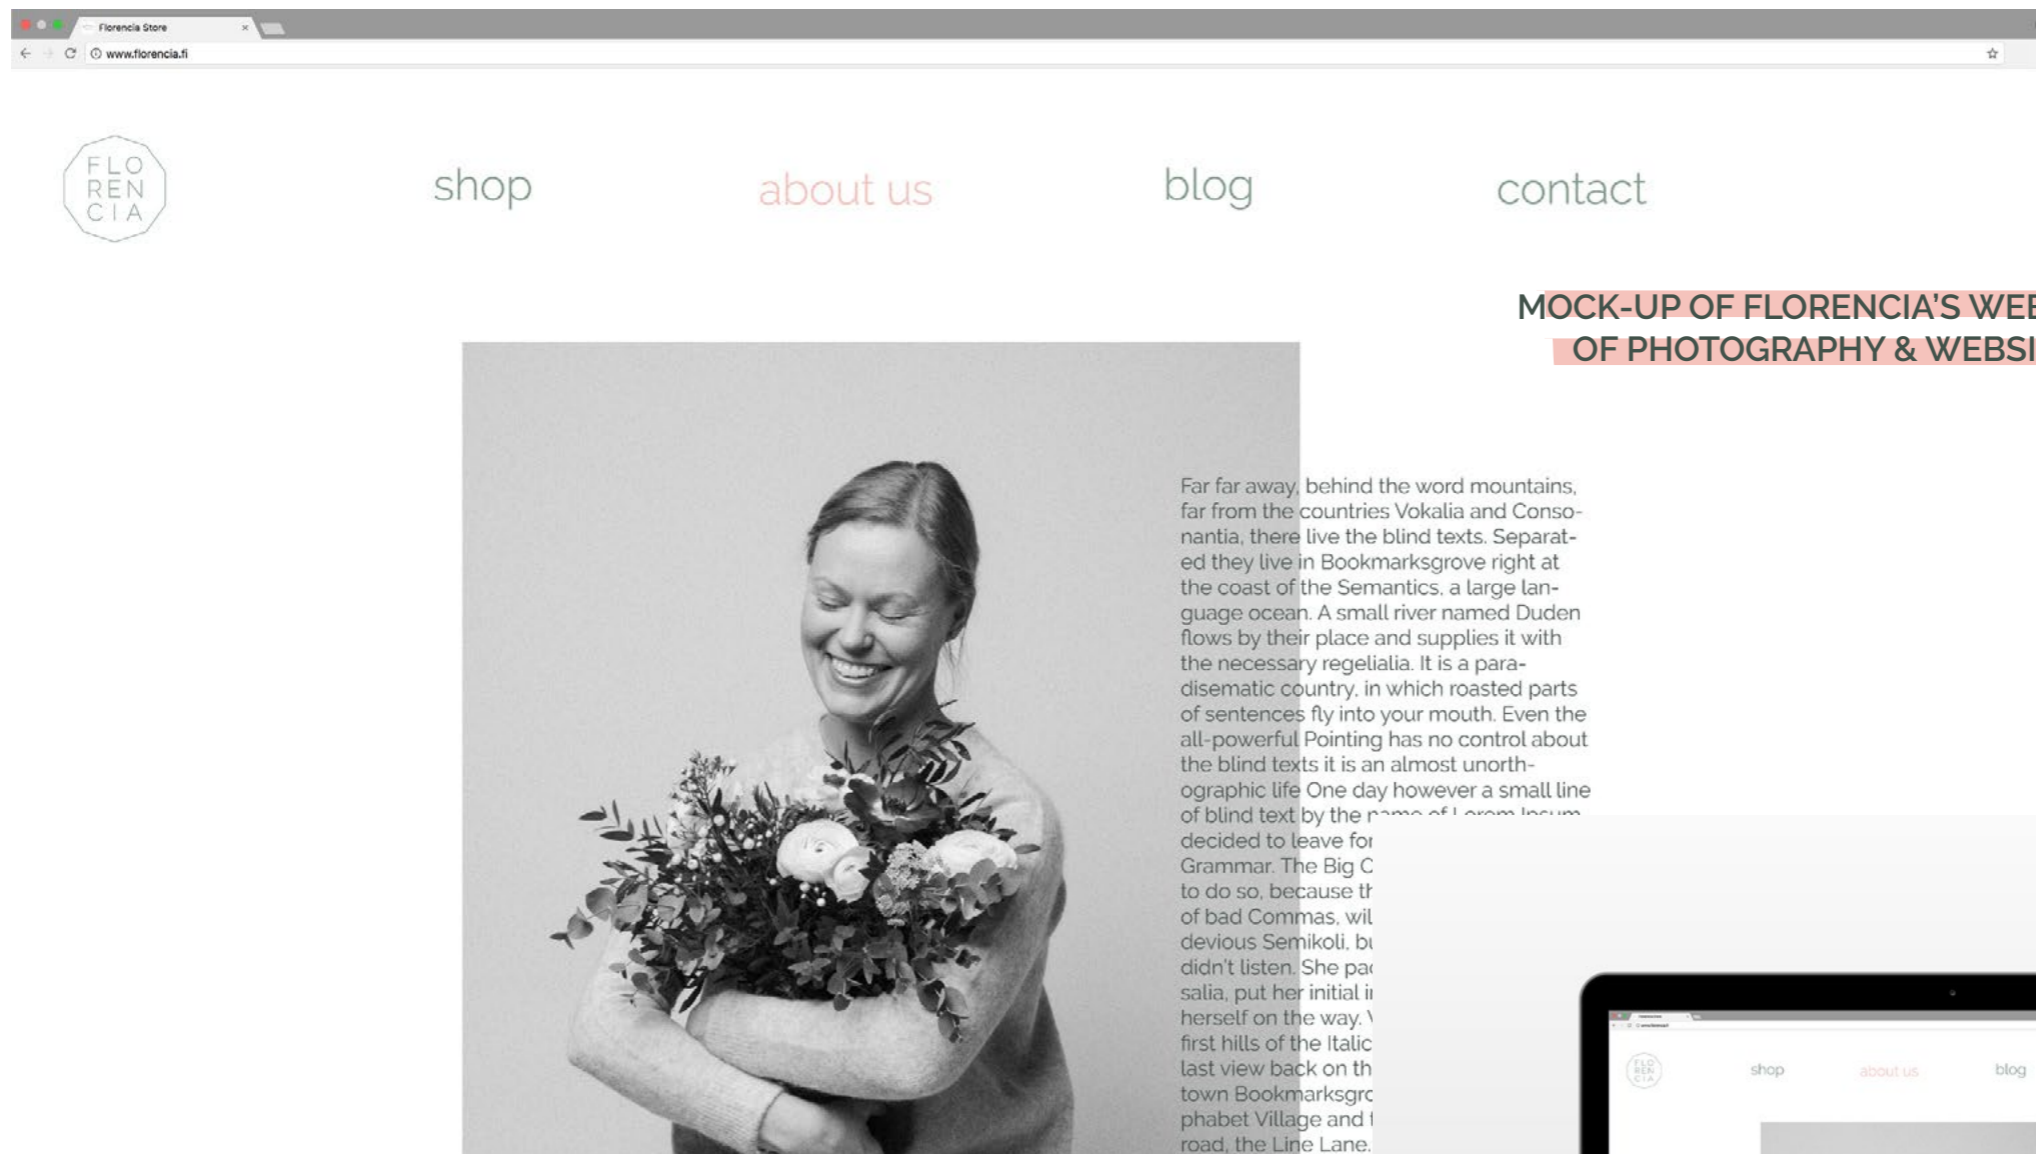 Florencia Store
www.florencia.fi
FLO
REN
CIA
shop
about us
blog
contact
MOCK-UP OF FLORENCIA'S
OF PHOTOGRAPHY &
Far far away, behind the word mountains,
far from the countries Vokalia and Conso-
nantia, there live the blind texts. Separat-
ed they live in Bookmarksgrove right at
the coast of the Semantics, a large lan-
guage ocean. A small river named Duden
flows by their place and supplies it with
the necessary regelialia. It is a para-
disematic country, in which roasted parts
of sentences fly into your mouth. Even the
all-powerful Pointing has no control about
the blind texts it is an almost unorth-
ographic life One day however a small line
of blind text by the name of Lorem Ipsum
decided to leave for
Grammar. The Big
to do so, because
of bad Commas,
devious Semikoli,
didn't listen. She
salia, put her initial
herself on the way.
first hills of the
last view back on
town
phabet Village and
road, the Line Lane.
FLO
REN
CIA
shop
about us
blog